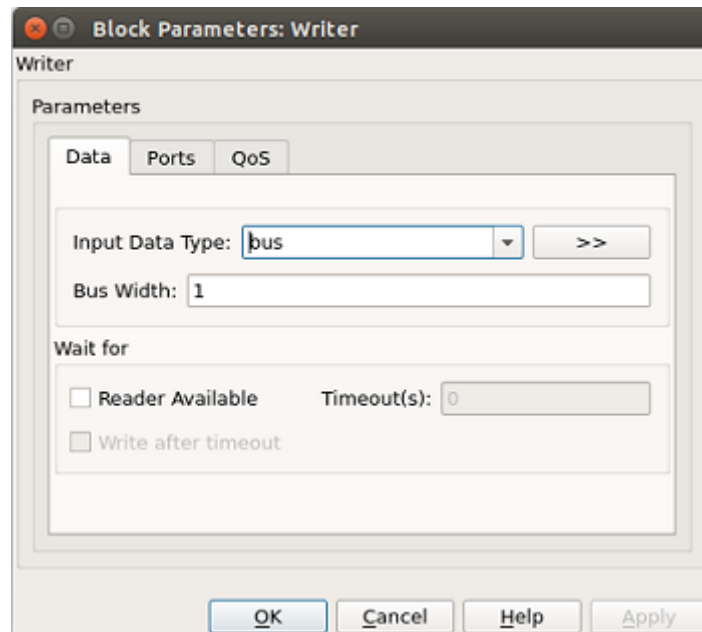 Block Parameters: Writer
Writer
Parameters
Data Ports QoS
Input Data Type: bus >>
Bus Width: 1
Wait for
Reader Available Timeout(s): 0
Write after timeout
OK Cancel Help Apply